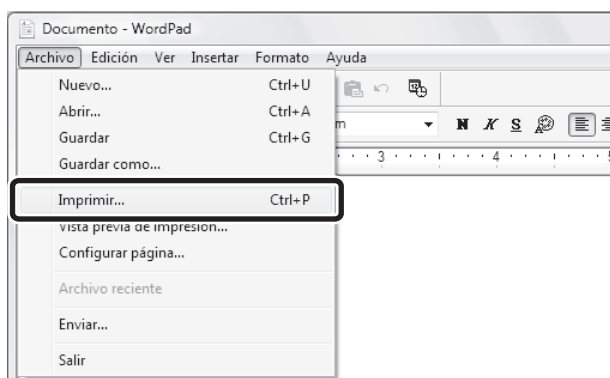 Documento - WordPad
Archivo Edición Ver Insertar Formato Ayuda
Nuevo... Ctrl+U
Abrir... Ctrl+A
m N K S
Guardar Ctrl+G
3 4 5
Guardar como...
Imprimir... Ctrl+P
Vista previa de impresión...
Configurar página...
Archivo reciente
Enviar...
Salir